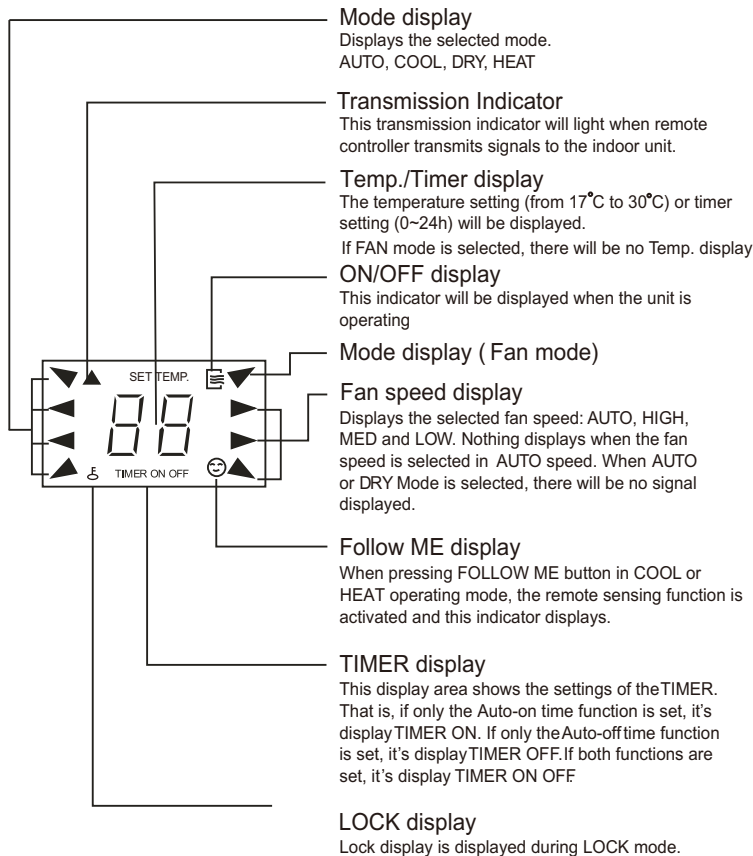 Mode display
Displays the selected mode.
AUTO, COOL, DRY, HEAT
Transmission Indicator
This transmission indicator will light when remote
controller transmits signals to the indoor unit.
Temp./Timer display
The temperature setting (from 17°C to 30°C) or timer
setting (0~24h) will be displayed.
If FAN mode is selected, there will be no Temp. display
ON/OFF display
This indicator will be displayed when the unit is
operating
Mode display ( Fan mode)
Fan speed display
Displays the selected fan speed: AUTO, HIGH,
MED and LOW. Nothing displays when the fan
speed is selected in AUTO speed. When AUTO
or DRY Mode is selected, there will be no signal
displayed.
SET TEMP.
88
TIMER ON OFF
Follow ME display
When pressing FOLLOW ME button in COOL or
HEAT operating mode, the remote sensing function is
activated and this indicator displays.
TIMER display
This display area shows the settings of theTIMER.
That is, if only the Auto-on time function is set, it's
displayTIMER ON. If only theAuto-off time function
is set, it's displayTIMER OFF.If both functions are
set, it's display TIMER ON OFF.
LOCK display
Lock display is displayed during LOCK mode.